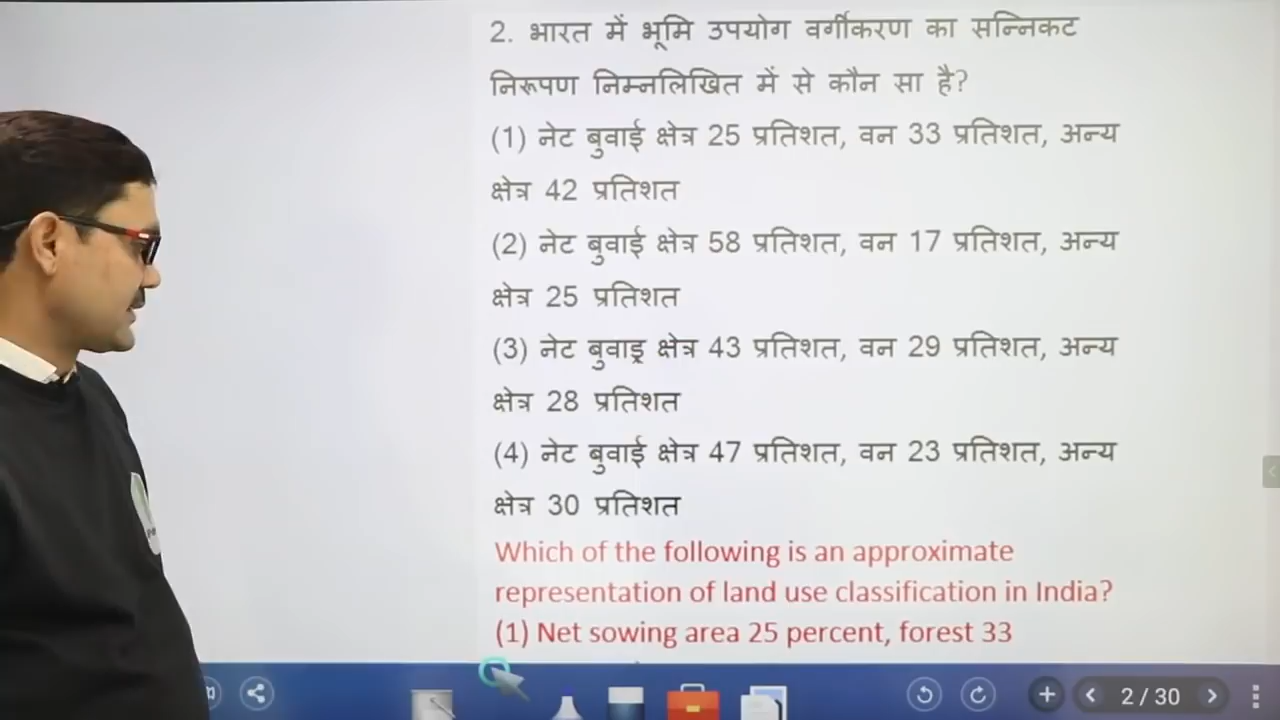 2. भारत में भूमि उपयोग वर्गीकरण का सन्निकट
निरूपण निम्नलिखित में से कौन सा है?
(1) नेट बुवाई क्षेत्र 25 प्रतिशत, वन 33 प्रतिशत, अन्य
क्षेत्र 42 प्रतिशत
(2) नेट बुवाई क्षेत्र 58 प्रतिशत, वन 17 प्रतिशत, अन्य
क्षेत्र 25 प्रतिशत
(3) नेट बुवाइ्र क्षेत्र 43 प्रतिशत, वन 29 प्रतिशत, अन्य
क्षेत्र 28 प्रतिशत
(4) नेट बुवाई क्षेत्र 47 प्रतिशत, वन 23 प्रतिशत, अन्य
क्षेत्र 30 प्रतिशत
Which of the following is an approximate
representation of land use classification in India?
(1) Net sowing area 25 percent, forest 33
2 / 30